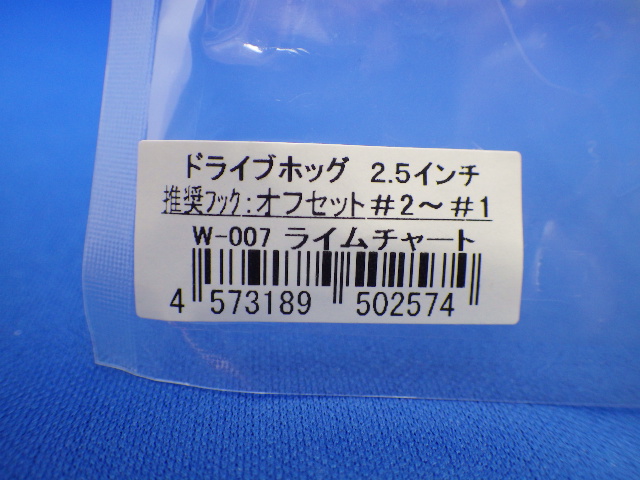 ドライブホッグ 2.5インチ
推奨フック:オフセット#2～#1
W-007 ライムチャート
4 573189 502574